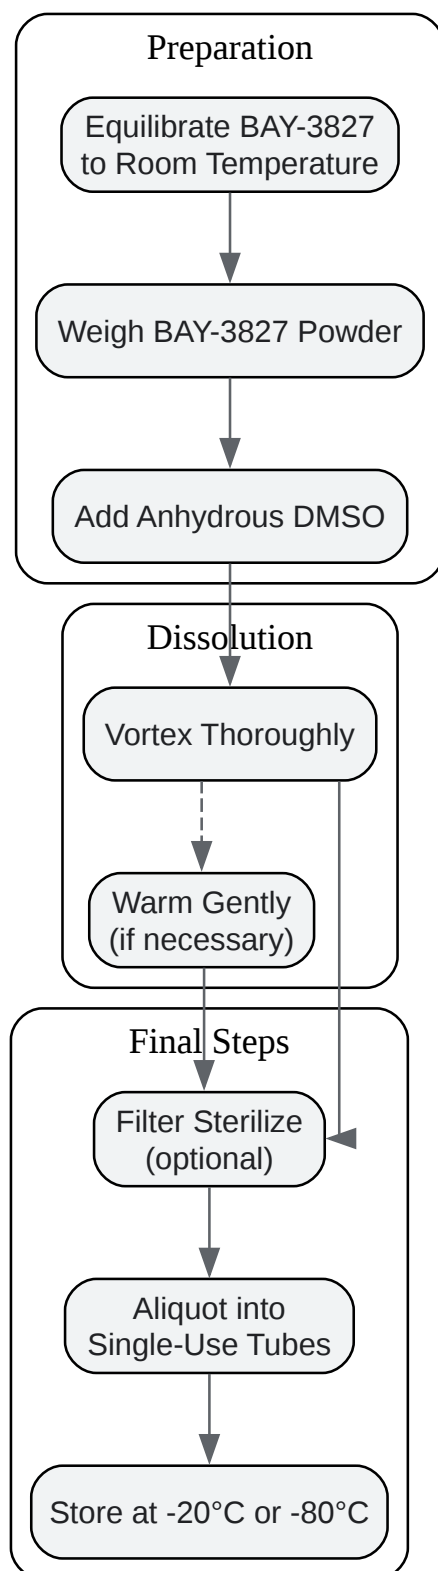 Preparation
Equilibrate BAY-3827
to Room Temperature
Weigh BAY-3827 Powder
Add Anhydrous DMSO
Dissolution
Vortex Thoroughly
Warm Gently
(if necessary)
Final Steps
Filter Sterilize
(optional)
Aliquot into
Single-Use Tubes
Store at -20°C or -80°C